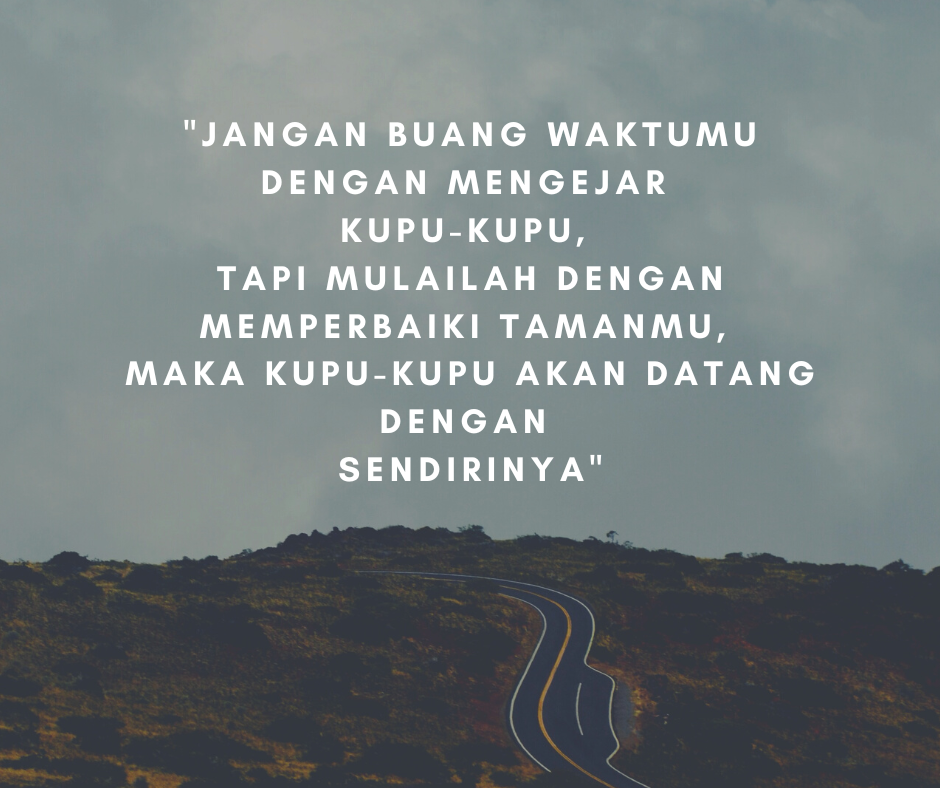 "JANGAN BUANG WAKTUMU
DENGAN MENGEJAR
KUPU-KUPU,
TAPI MULAILAH DENGAN
MEMPERBAIKI TAMANMU,
MAKA KUPU-KUPU AKAN DATANG
DENGAN
SENDIRINYA"